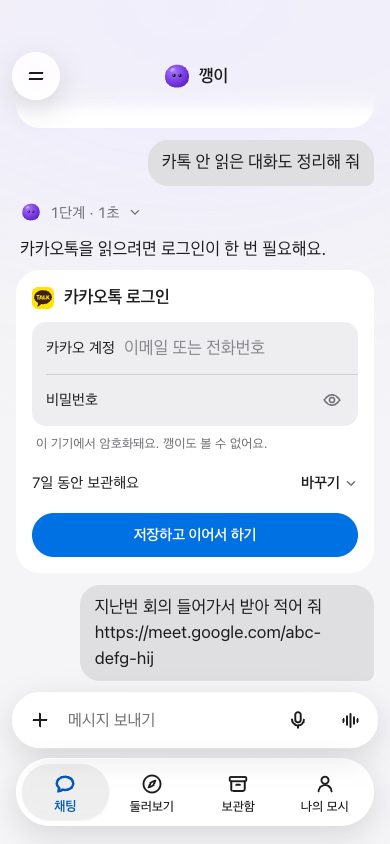 깽이
카톡 안 읽은 대화도 정리해 줘
1단계 · 1초
카카오톡을 읽으려면 로그인이 한 번 필요해요.
TALK
카카오톡 로그인
카카오 계정 이메일 또는 전화번호
비밀번호
이 기기에서 암호화돼요. 깽이도 볼 수 없어요.
7일 동안 보관해요 바꾸기
저장하고 이어서 하기
지난번 회의 들어가서 받아 적어 줘
https://meet.google.com/abc-
defg-hij
메시지 보내기
채팅 둘러보기 보관함 나의 모시